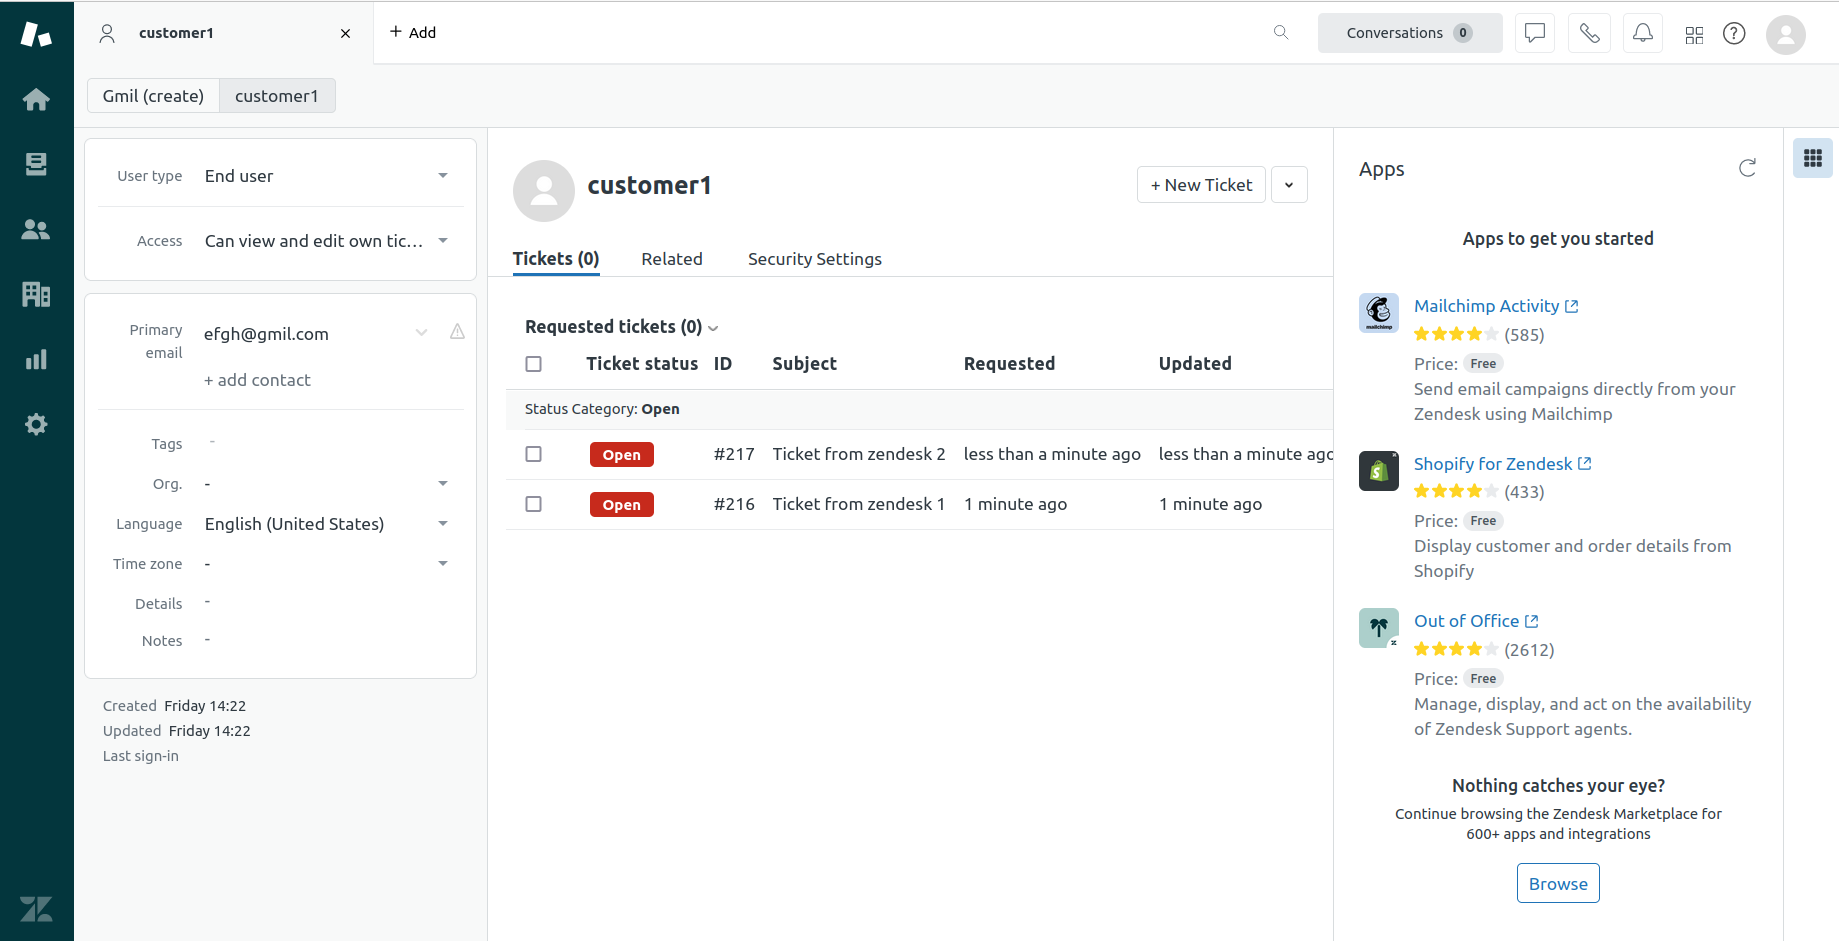 customer1
+ Add
Conversations 0
Gmil (create)
customer1
User type End user
Access Can view and edit own tic...
Primary email efgh@gmil.com
+ add contact
Tags -
Org. -
Language English (United States)
Time zone -
Details -
Notes -
Created Friday 14:22
Updated Friday 14:22
Last sign-in
customer1
+ New Ticket
Tickets (0) Related Security Settings
Requested tickets (0)
Ticket status ID Subject Requested Updated
Status Category: Open
Open #217 Ticket from zendesk 2 less than a minute ago less than a minute ago
Open #216 Ticket from zendesk 1 1 minute ago 1 minute ago
Apps
Apps to get you started
mailchimp
Mailchimp Activity
(585)
Price: Free
Send email campaigns directly from your
Zendesk using Mailchimp
Shopify for Zendesk
(433)
Price: Free
Display customer and order details from
Shopify
Out of Office
(2612)
Price: Free
Manage, display, and act on the availability
of Zendesk Support agents.
Nothing catches your eye?
Continue browsing the Zendesk Marketplace for
600+ apps and integrations
Browse